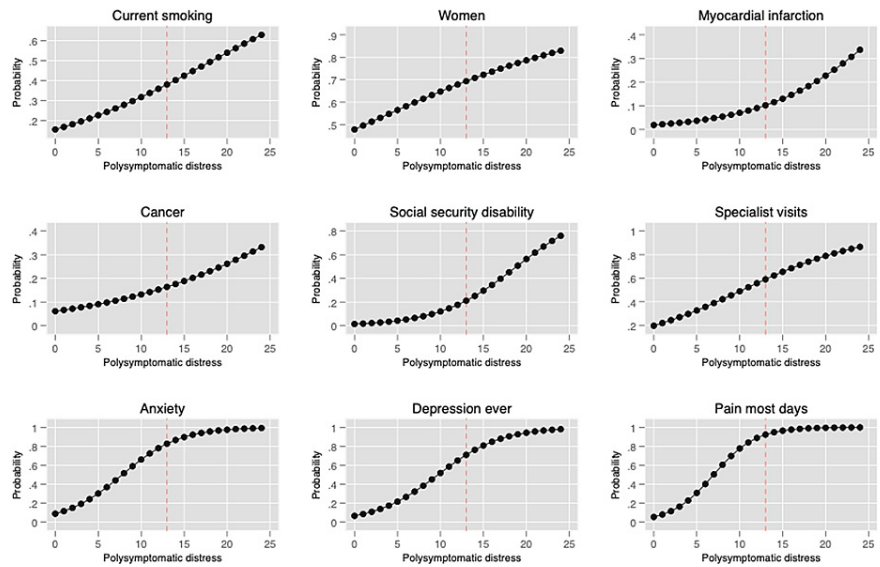 Current smoking
Probability
.6
.5
.4
.3
.2
0 5 10 15 20 25
Polysymptomatic distress
Women
Probability
.9
.8
.7
.6
.5
0 5 10 15 20 25
Polysymptomatic distress
Myocardial infarction
Probability
.4
.3
.2
.1
0
0 5 10 15 20 25
Polysymptomatic distress
Cancer
Probability
.4
.3
.2
.1
0
0 5 10 15 20 25
Polysymptomatic distress
Social security disability
Probability
.8
.6
.4
.2
0
0 5 10 15 20 25
Polysymptomatic distress
Specialist visits
Probability
1
.8
.6
.4
.2
0 5 10 15 20 25
Polysymptomatic distress
Anxiety
Probability
1
.8
.6
.4
.2
0
0 5 10 15 20 25
Polysymptomatic distress
Depression ever
Probability
1
.8
.6
.4
.2
0
0 5 10 15 20 25
Polysymptomatic distress
Pain most days
Probability
1
.8
.6
.4
.2
0
0 5 10 15 20 25
Polysymptomatic distress